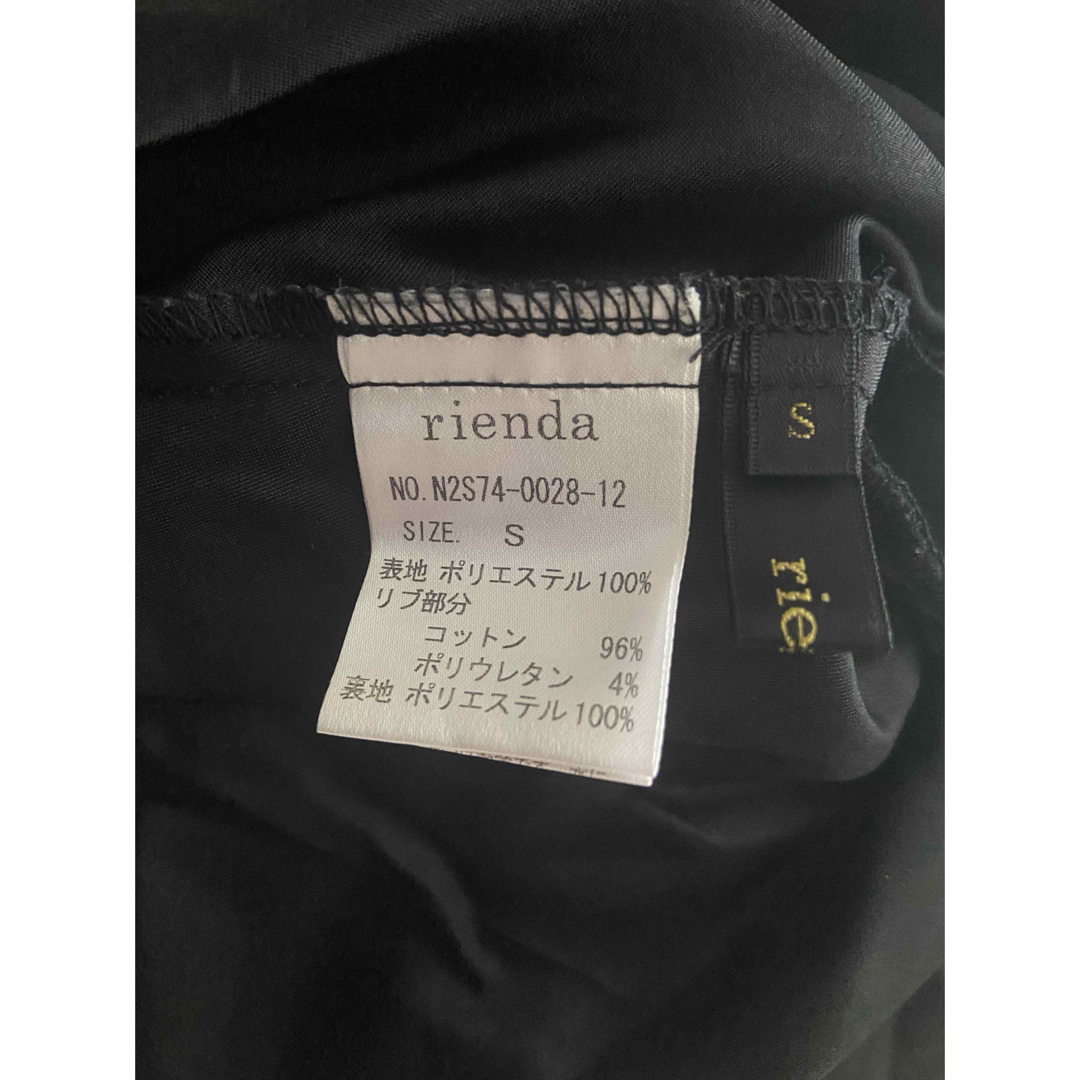 rienda
NO. N2S74-0028-12
SIZE. S
表地 ポリエステル100%
リブ部分
コットン 96%
ポリウレタン 4%
裏地 ポリエステル100%
S
rie